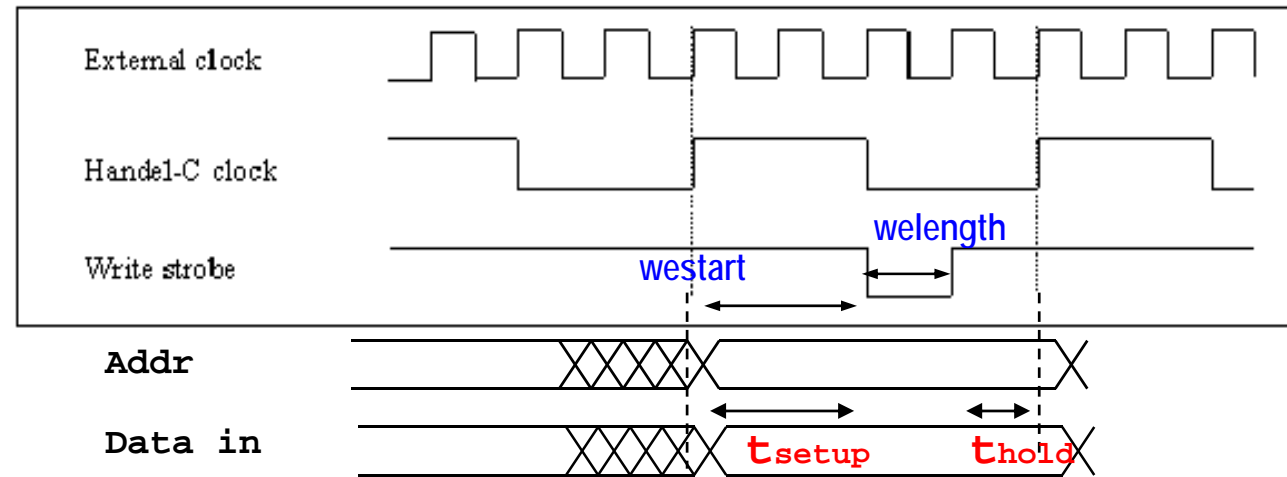 External clock
Handel-C clock
welength
Write strobe
westart
Addr
Data in
tsetup
thold